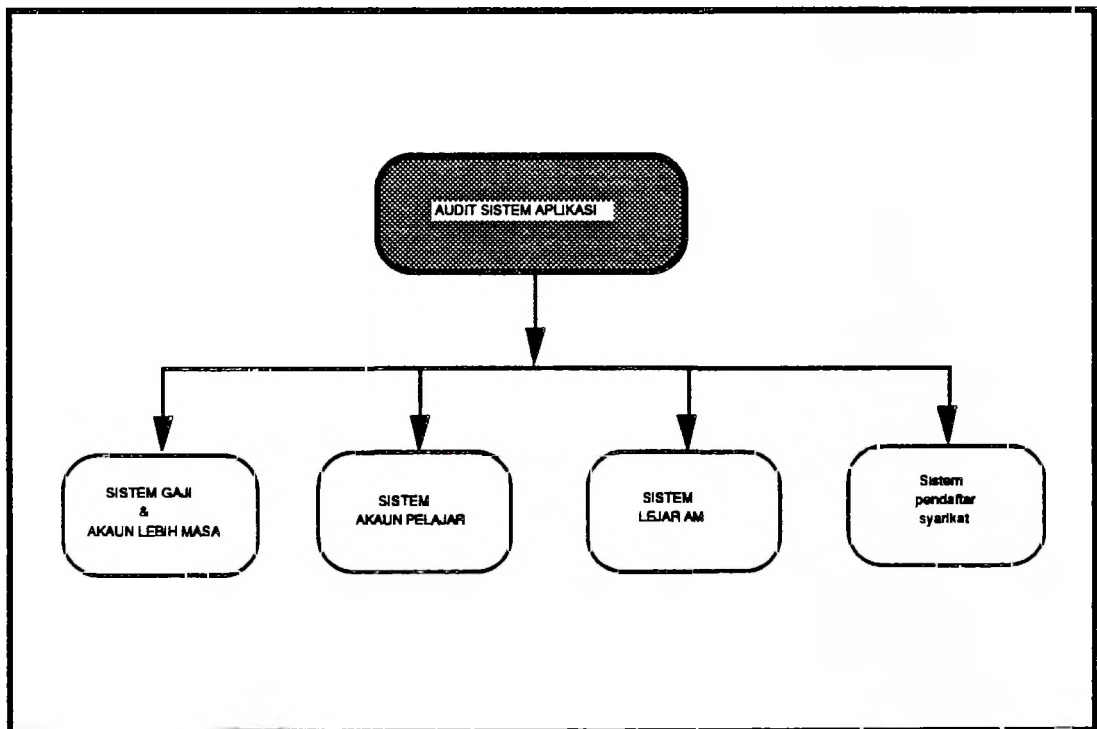 AUDIT SISTEM APLIKASI
SISTEM GAJI
&
AKAUN LEBIH MASA
SISTEM
AKAUN PELAJAR
SISTEM
LEJAR AM
Sistem
pendaftar
syarikat